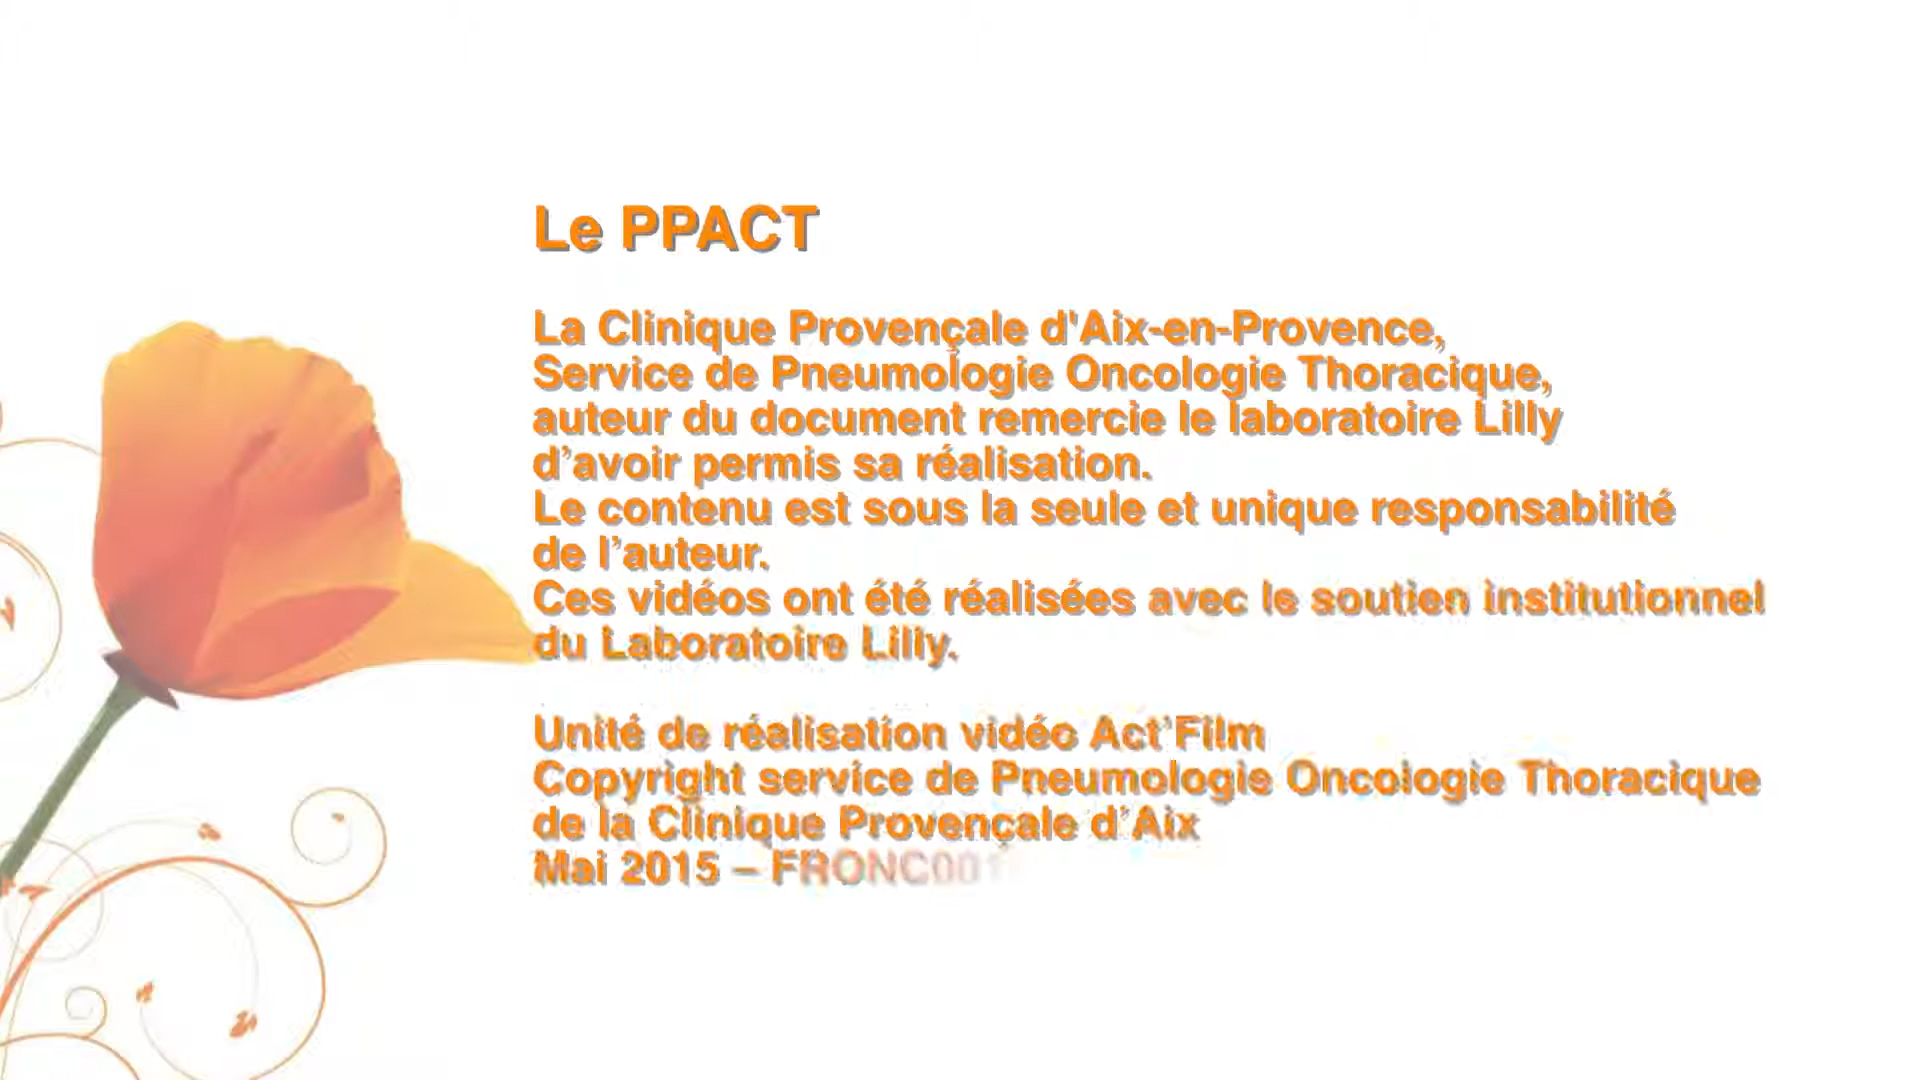 Le PPACT
La Clinique Provençale d'Aix-en-Provence,
Service de Pneumologie Oncologie Thoracique,
auteur du document remercie le laboratoire Lilly
d’avoir permis sa réalisation.
Le contenu est sous la seule et unique responsabilité
de l’auteur.
Ces vidéos ont été réalisées avec le soutien institutionnel
du Laboratoire Lilly.
Unité de réalisation vidéo Act’Film
Copyright service de Pneumologie Oncologie Thoracique
de la Clinique Provençale d’Aix
Mai 2015 –